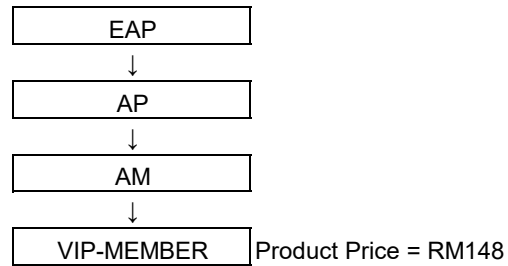 EAP
↓
AP
↓
AM
↓
VIP-MEMBER Product Price = RM148